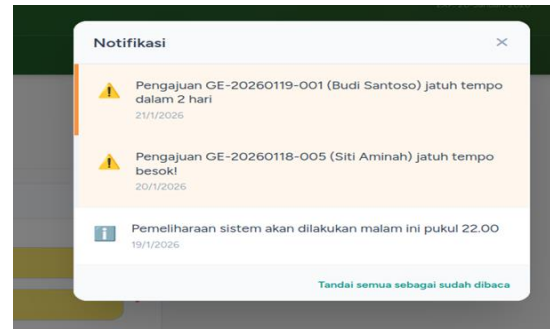 Notifikasi
Pengajuan GE-20260119-001 (Budi Santoso) jatuh tempo
dalam 2 hari
21/1/2026
Pengajuan GE-20260118-005 (Siti Aminah) jatuh tempo
besok!
20/1/2026
Pemeliharaan sistem akan dilakukan malam ini pukul 22.00
19/1/2026
Tandai semua sebagai sudah dibaca